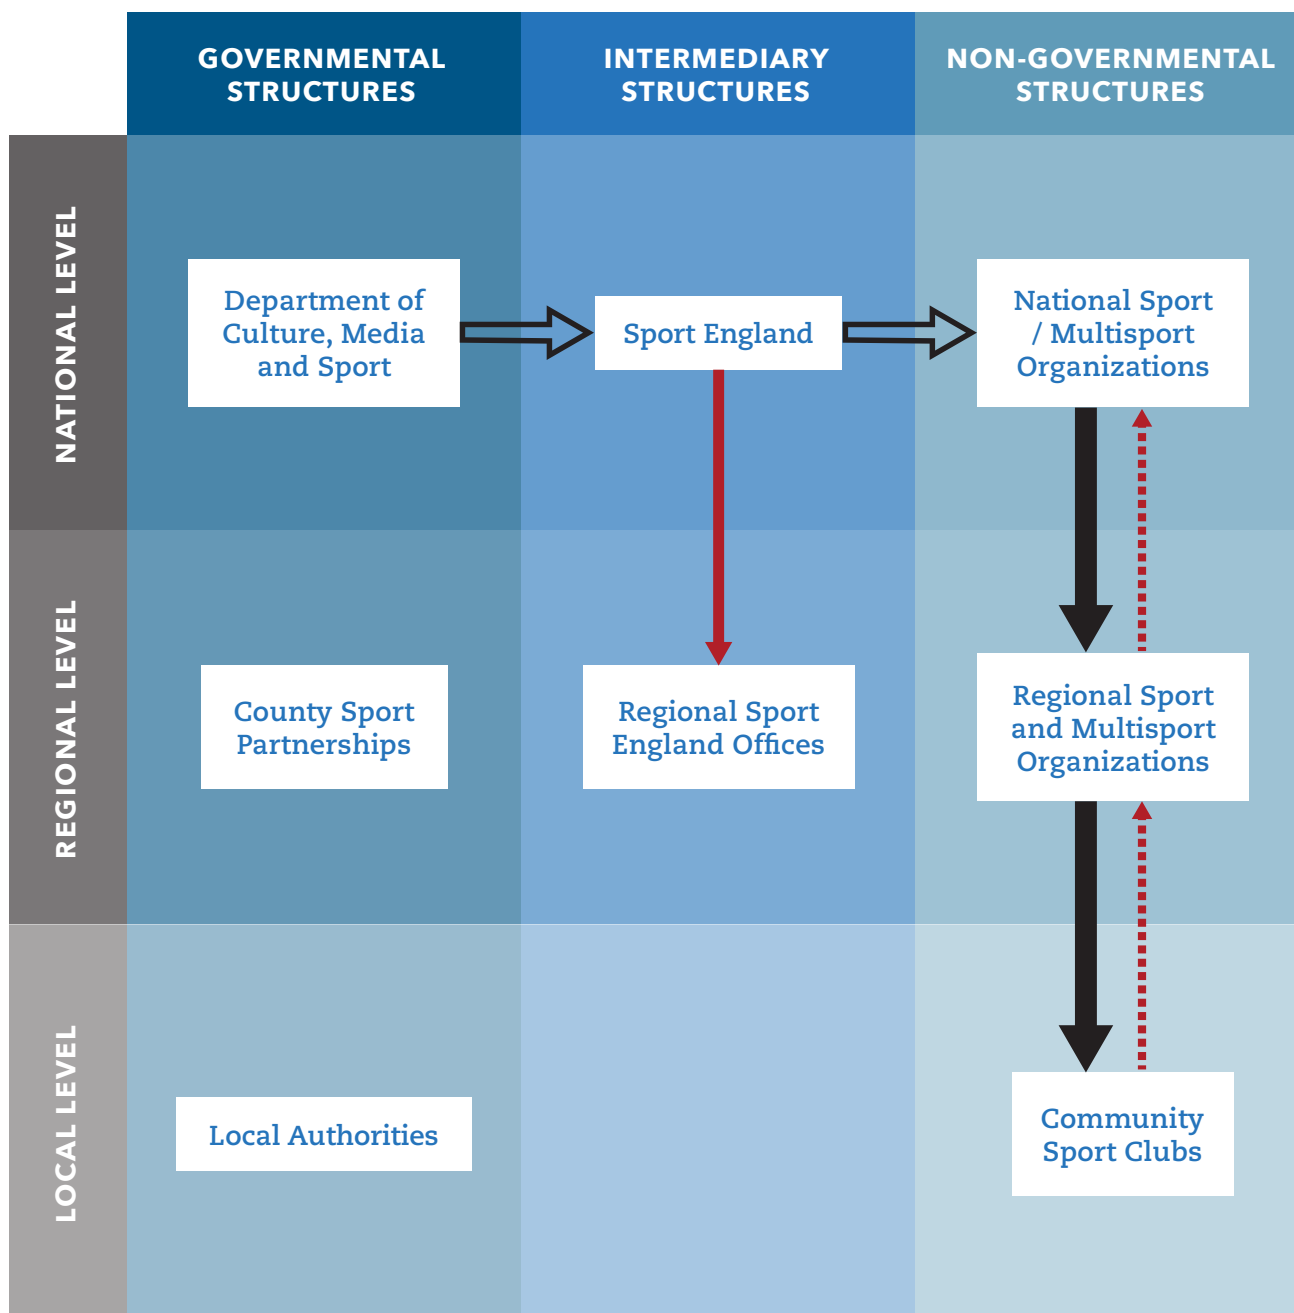 GOVERNMENTAL
STRUCTURES
INTERMEDIARY
STRUCTURES
NON-GOVERNMENTAL
STRUCTURES
NATIONAL LEVEL
Department of
Culture, Media
and Sport
Sport England
National Sport
/ Multisport
Organizations
REGIONAL LEVEL
County Sport
Partnerships
Regional Sport
England Offices
Regional Sport
and Multisport
Organizations
LOCAL LEVEL
Local Authorities
Community
Sport Clubs